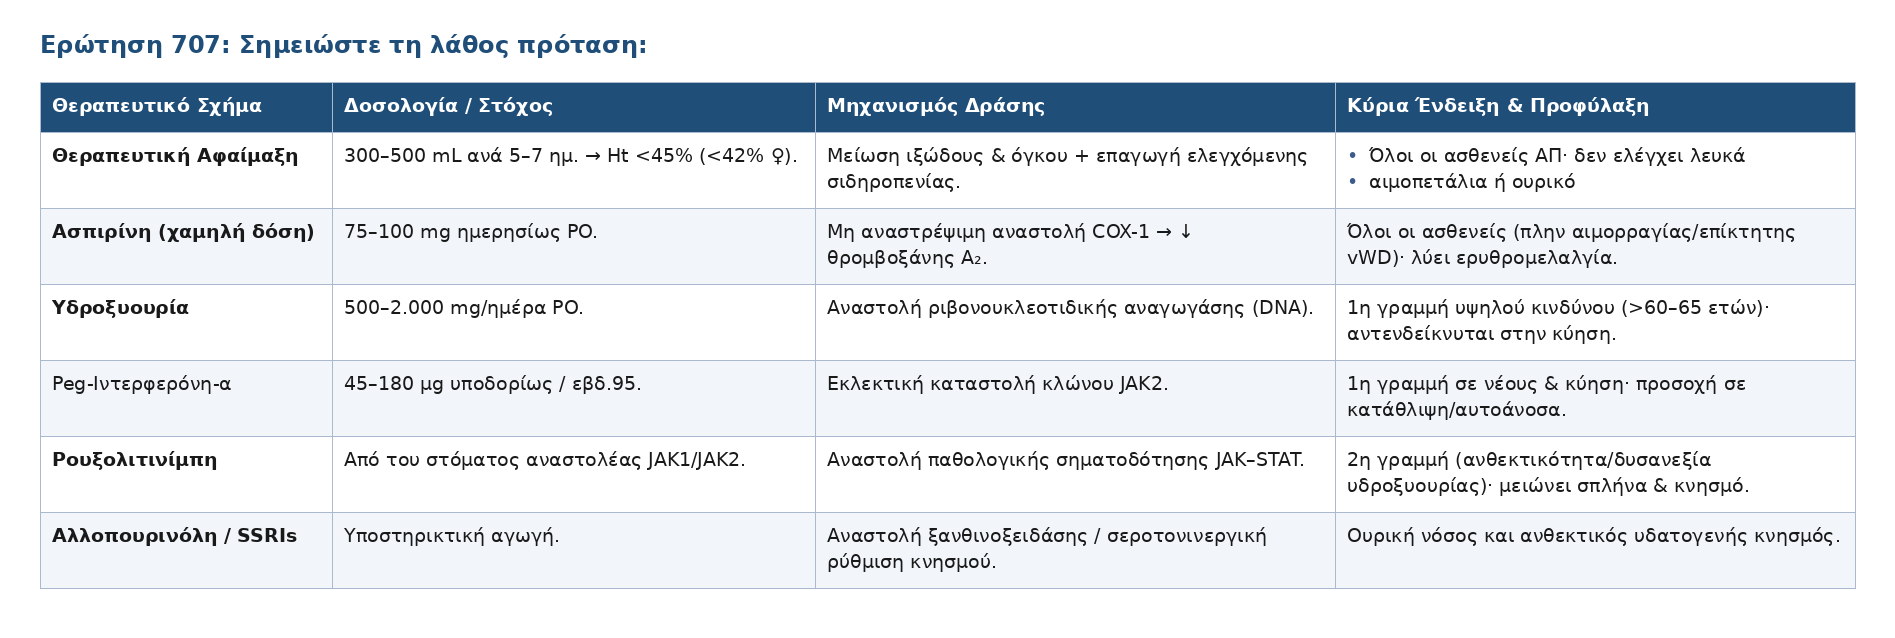 Ερώτηση 707: Σημειώστε τη λάθος πρόταση:
Θεραπευτικό Σχήμα
Δοσολογία / Στόχος
Μηχανισμός Δράσης
Κύρια Ένδειξη & Προφύλαξη
Θεραπευτική Αφαίμαξη
300–500 mL ανά 5–7 ημ. → Ht <45% (<42% ♀).
Μείωση ιξώδους & όγκου + επαγωγή ελεγχόμενης
σιδηροπενίας.
• Όλοι οι ασθενείς ΑΠ· δεν ελέγχει λευκά
• αιμοπετάλια ή ουρικό
Ασπιρίνη (χαμηλή δόση)
75–100 mg ημερησίως PO.
Μη αναστρέψιμη αναστολή COX-1 → ↓
θρομβοξάνης A₂.
Όλοι οι ασθενείς (πλην αιμορραγίας/επίκτητης
vWD)· λύει ερυθρομελαλγία.
Υδροξυουρία
500–2.000 mg/ημέρα PO.
Αναστολή ριβονουκλεοτιδικής αναγωγάσης (DNA).
1η γραμμή υψηλού κινδύνου (>60–65 ετών)·
αντενδείκνυται στην κύηση.
Peg-Ιντερφερόνη-α
45–180 μg υποδορίως / εβδ.95.
Εκλεκτική καταστολή κλώνου JAK2.
1η γραμμή σε νέους & κύηση· προσοχή σε
κατάθλιψη/αυτοάνοσα.
Ρουξολιτινίμπη
Από του στόματος αναστολέας JAK1/JAK2.
Αναστολή παθολογικής σηματοδότησης JAK–STAT.
2η γραμμή (ανθεκτικότητα/δυσανεξία
υδροξυουρίας)· μειώνει σπλήνα & κνησμό.
Αλλοπουρινόλη / SSRIs
Υποστηρικτική αγωγή.
Αναστολή ξανθινοξειδάσης / σεροτονινεργική
ρύθμιση κνησμού.
Ουρική νόσος και ανθεκτικός υδατογενής κνησμός.